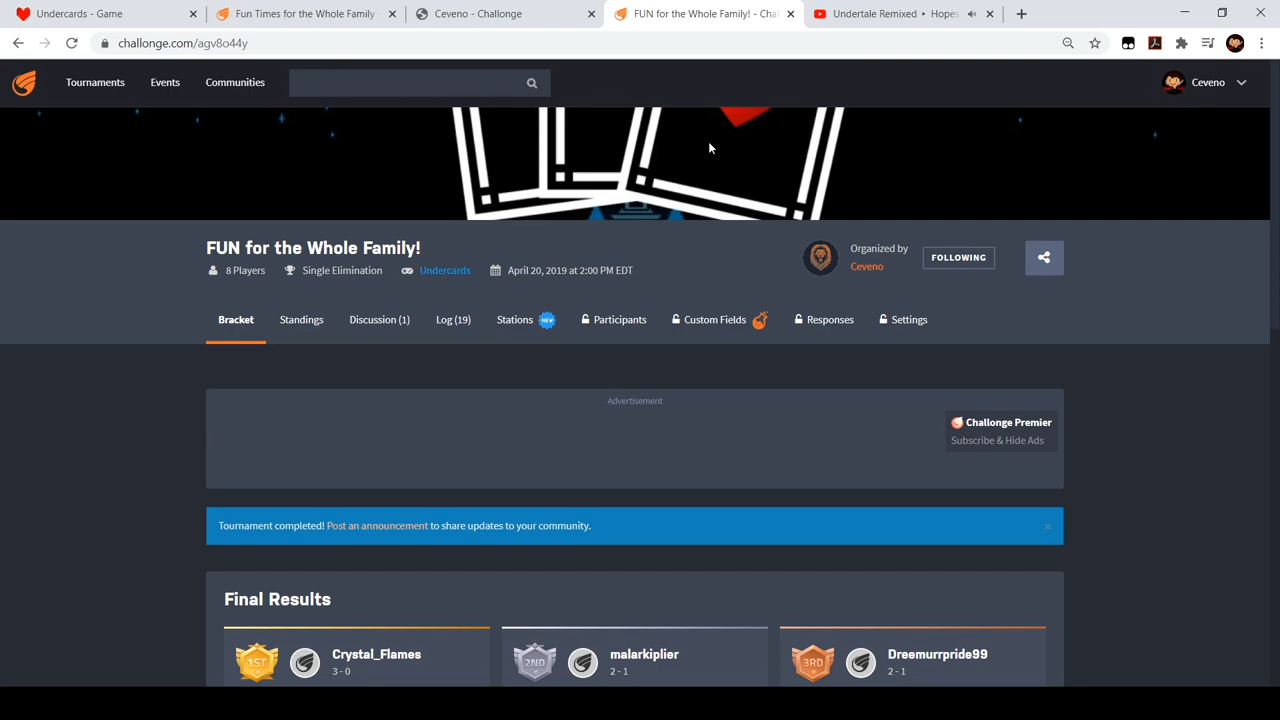 Undercards - Game
Fun Times for the Whole Family -
Ceveno - Challonge
FUN for the Whole Family! - Cha
Undertale Remixed • Hopes
challonge.com/agv8o44y
Tournaments
Events
Communities
Ceveno
FUN for the Whole Family!
8 Players
Single Elimination
Undercards
April 20, 2019 at 2:00 PM EDT
Organized by
Ceveno
FOLLOWING
Bracket
Standings
Discussion (1)
Log (19)
Stations
NEW
Participants
Custom Fields
Responses
Settings
Advertisement
Challonge Premier
Subscribe & Hide Ads
Tournament completed! Post an announcement to share updates to your community.
Final Results
1ST
Crystal_Flames
3 - 0
2ND
malarkiplier
2 - 1
3RD
Dreemurrpride99
2 - 1